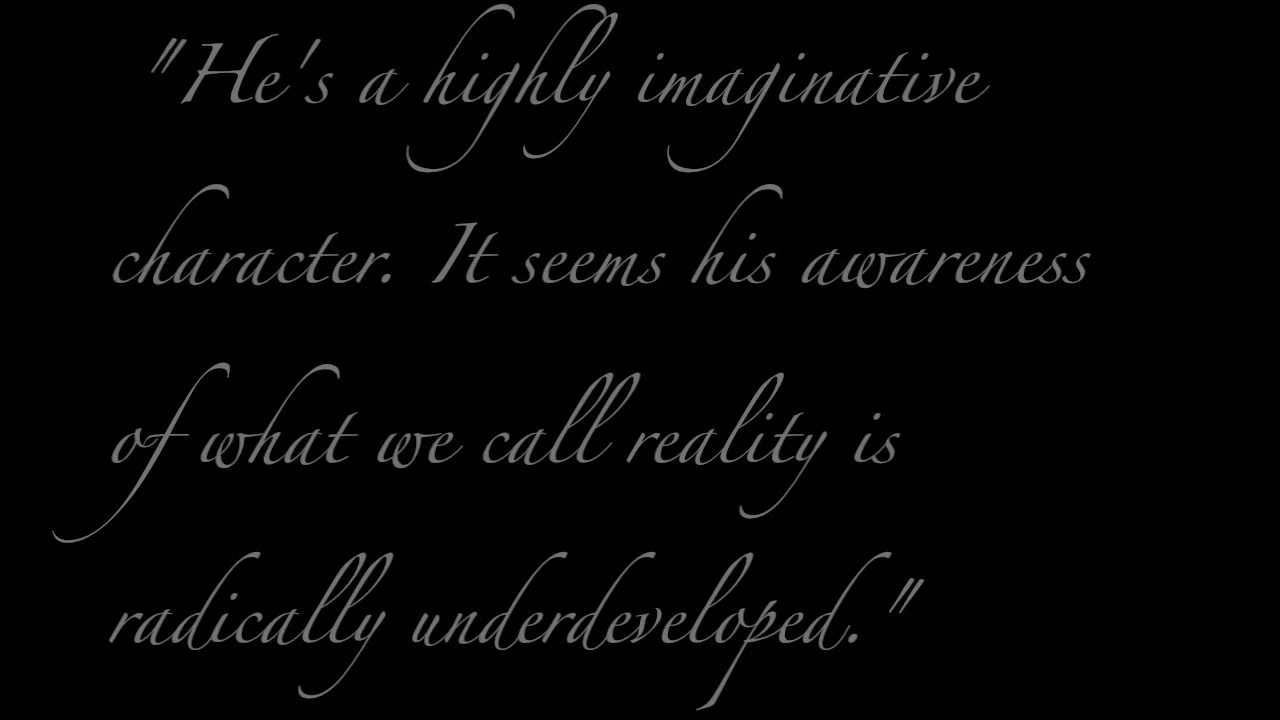 "He's a highly imaginative
character. It seems his awareness
of what we call reality is
radically underdeveloped."